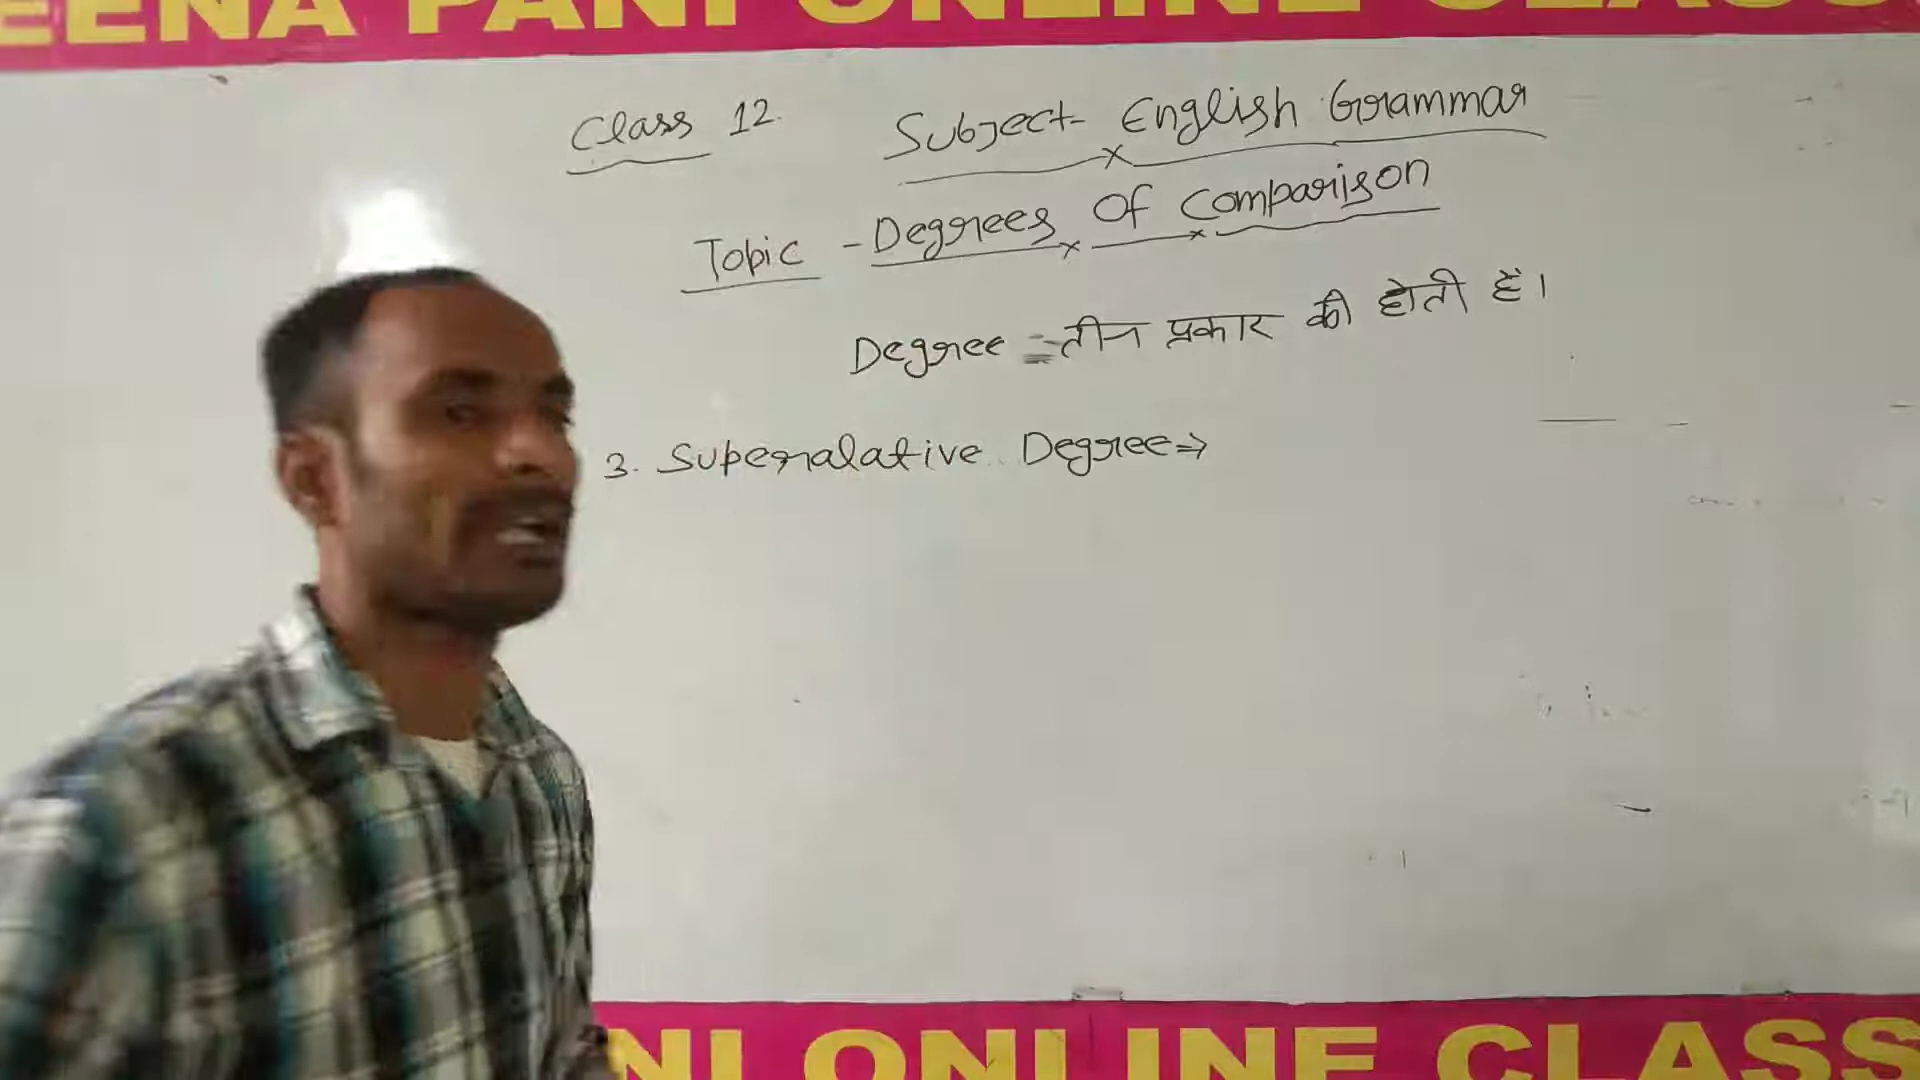 EENA PANI ONLINE CLASS
Class 12. Subject- English Grammar
Topic - Degrees Of Comparison
Degree = तीन प्रकार की होती हैं।
3. Superalative Degree ⇒
NI ONLINE CLASS